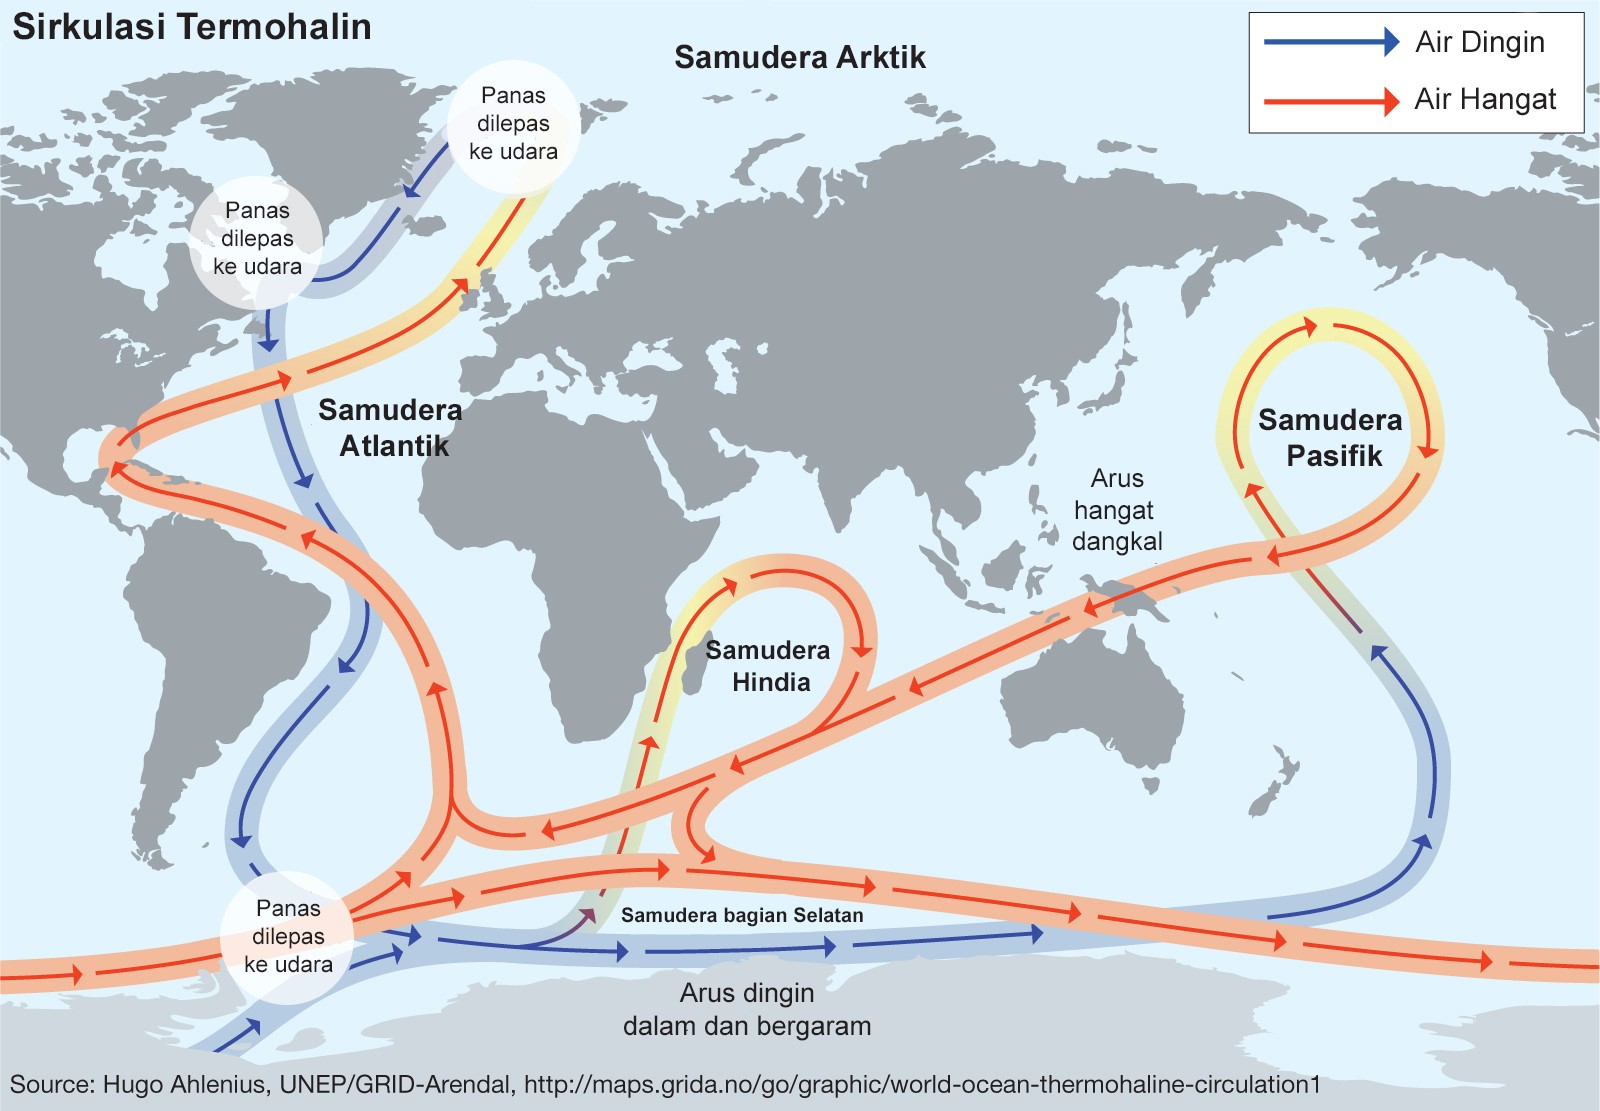 Sirkulasi Termohalin
Samudera Arktik
Air Dingin
Air Hangat
Panas
dilepas
ke udara
Panas
dilepas
ke udara
Samudera
Atlantik
Samudera
Pasifik
Arus
hangat
dangkal
Samudera
Hindia
Samudera bagian Selatan
Panas
dilepas
ke udara
Arus dingin
dalam dan bergaram
Source: Hugo Ahlenius, UNEP/GRID-Arendal, http://maps.grida.no/go/graphic/world-ocean-thermohaline-circulation1